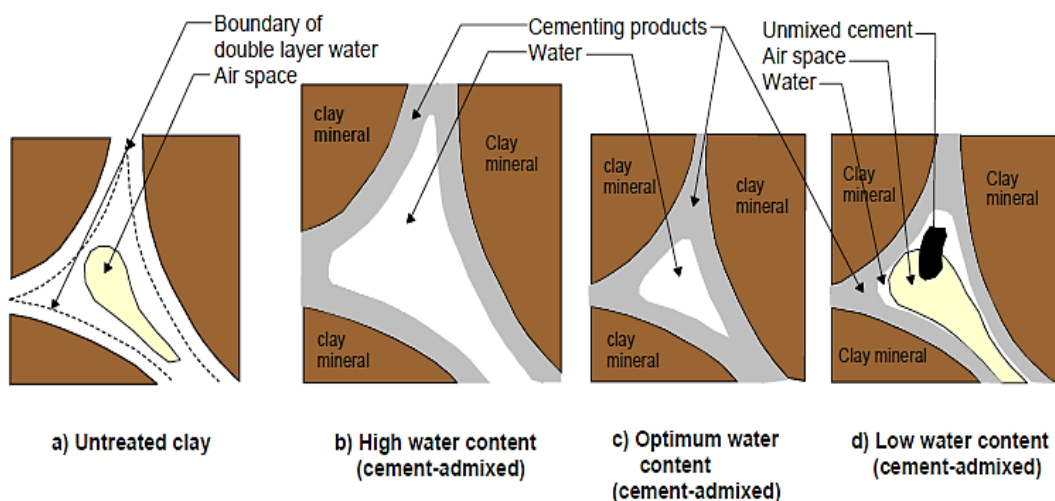 Boundary of
double layer water
Air space
Cementing products
Water
Unmixed cement
Air space
Water
clay
mineral
Clay
mineral
clay
mineral
clay
mineral
clay
mineral
clay
mineral
Clay
mineral
Clay
mineral
Clay mineral
a) Untreated clay
b) High water content
(cement-admixed)
c) Optimum water
content
(cement-admixed)
d) Low water content
(cement-admixed)